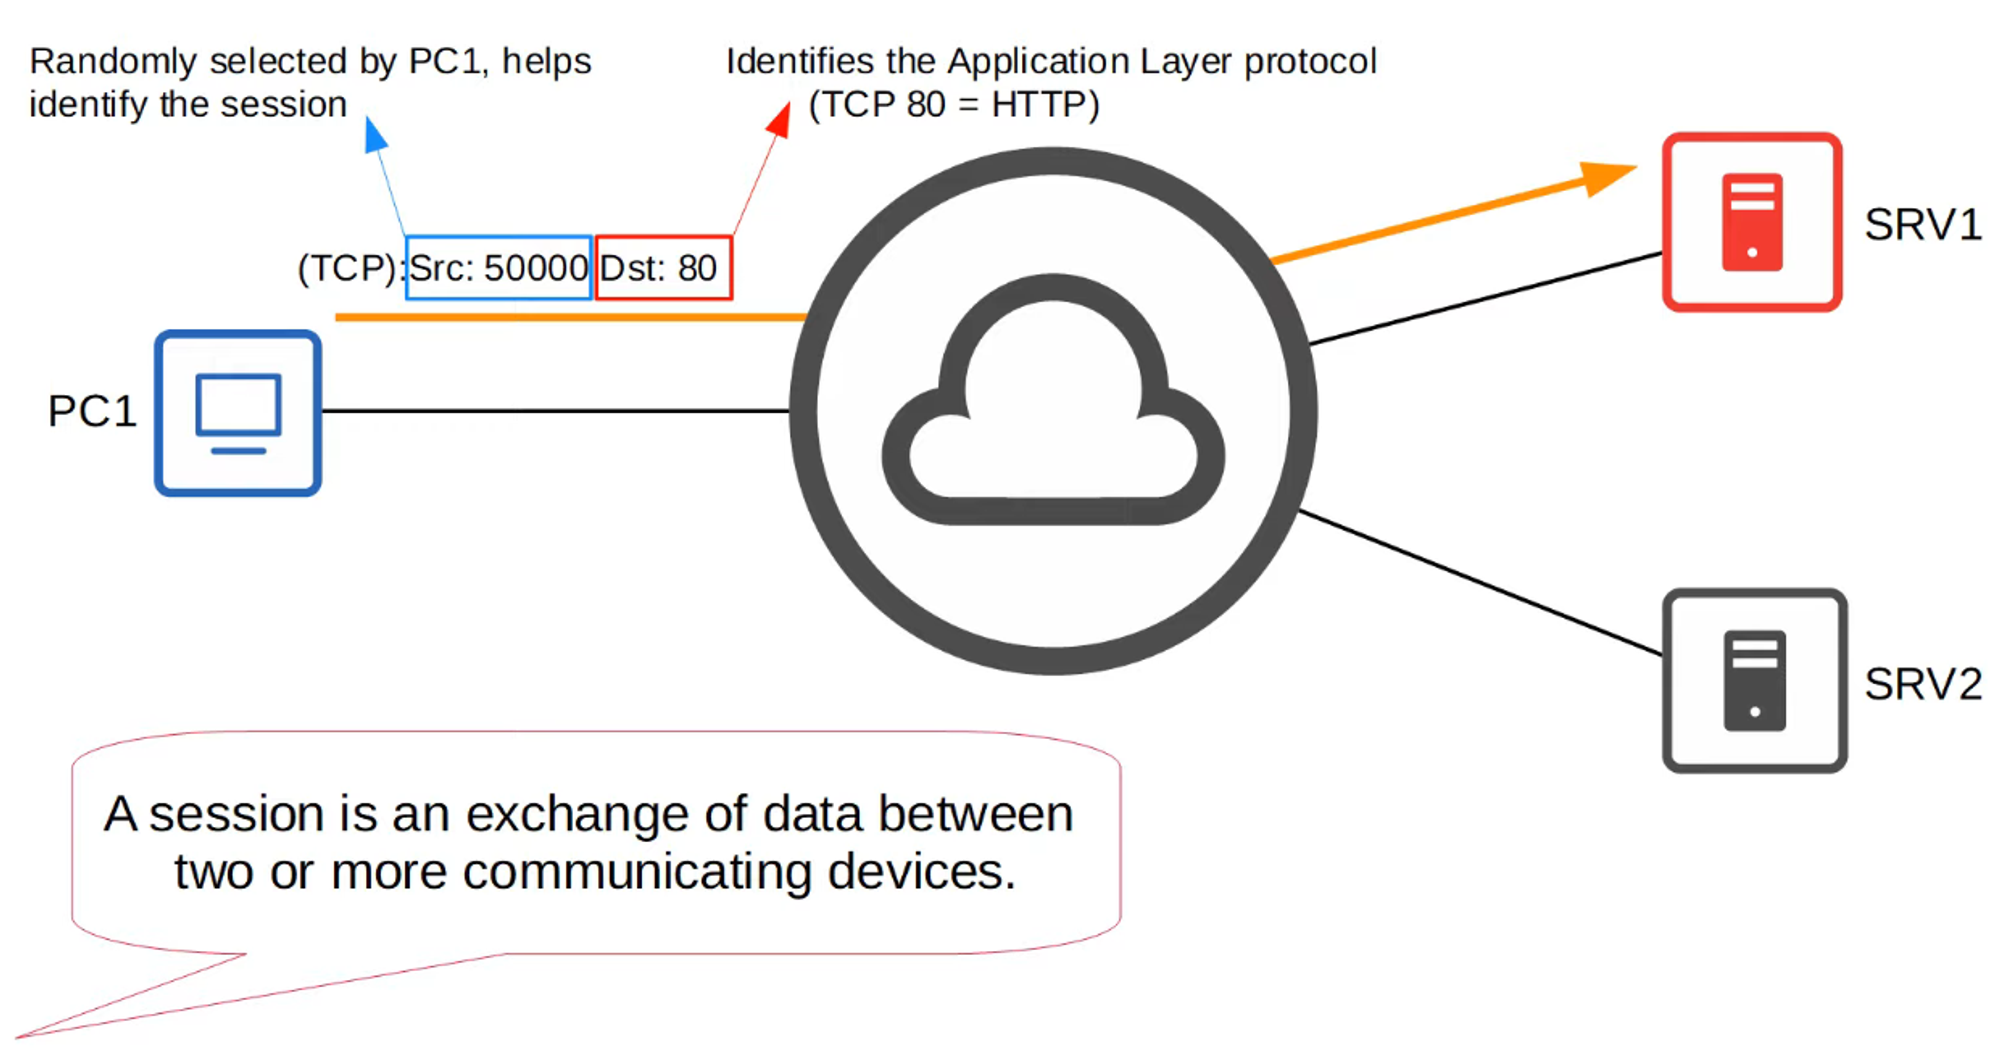 Randomly selected by PC1, helps
identify the session
Identifies the Application Layer protocol
(TCP 80 = HTTP)
(TCP):Src: 50000 Dst: 80
PC1
SRV1
SRV2
A session is an exchange of data between
two or more communicating devices.